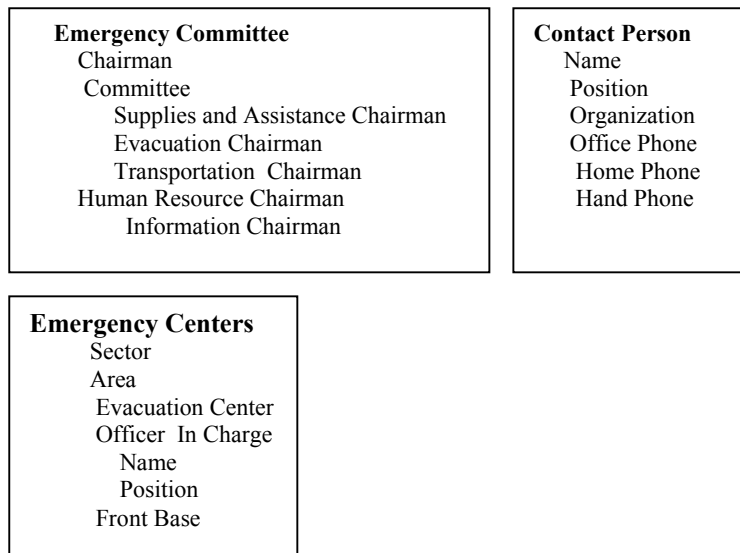 Emergency Committee
Chairman
Committee
Supplies and Assistance Chairman
Evacuation Chairman
Transportation Chairman
Human Resource Chairman
Information Chairman
Contact Person
Name
Position
Organization
Office Phone
Home Phone
Hand Phone
Emergency Centers
Sector
Area
Evacuation Center
Officer In Charge
Name
Position
Front Base